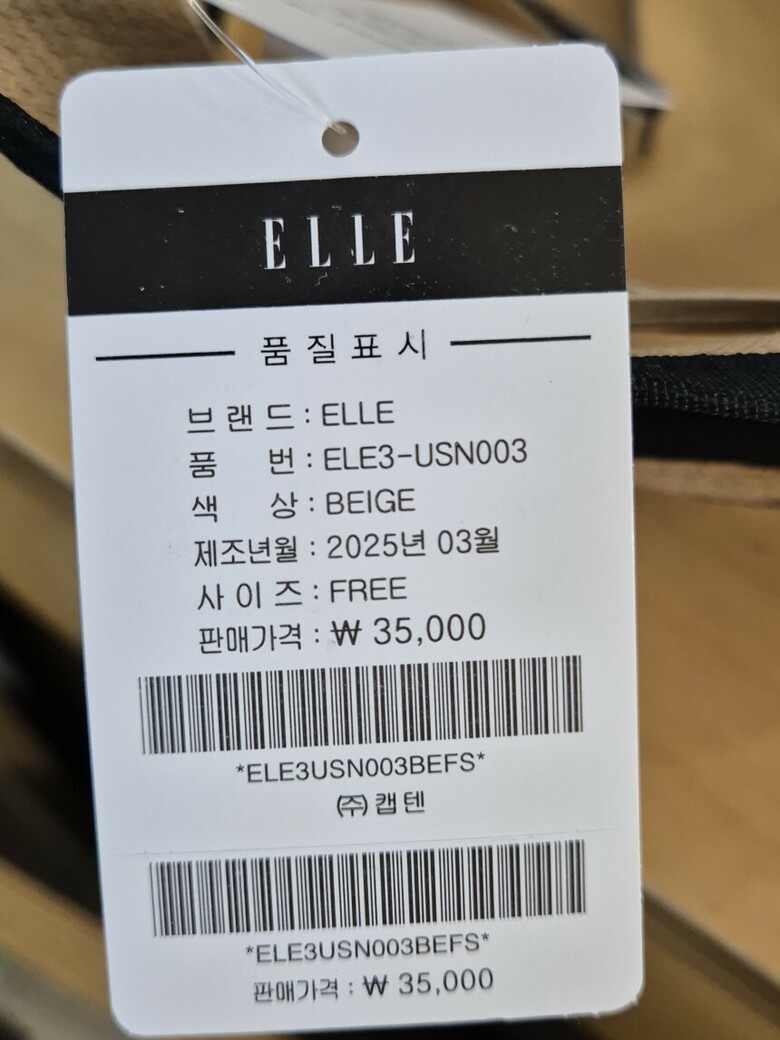 ELLE
품질표시
브랜드 : ELLE
품 번 : ELE3-USN003
색 상 : BEIGE
제조년월 : 2025년 03월
사이즈 : FREE
판매가격 : ₩ 35,000
*ELE3USN003BEFS*
㈜캡텐
*ELE3USN003BEFS*
판매가격 : ₩ 35,000